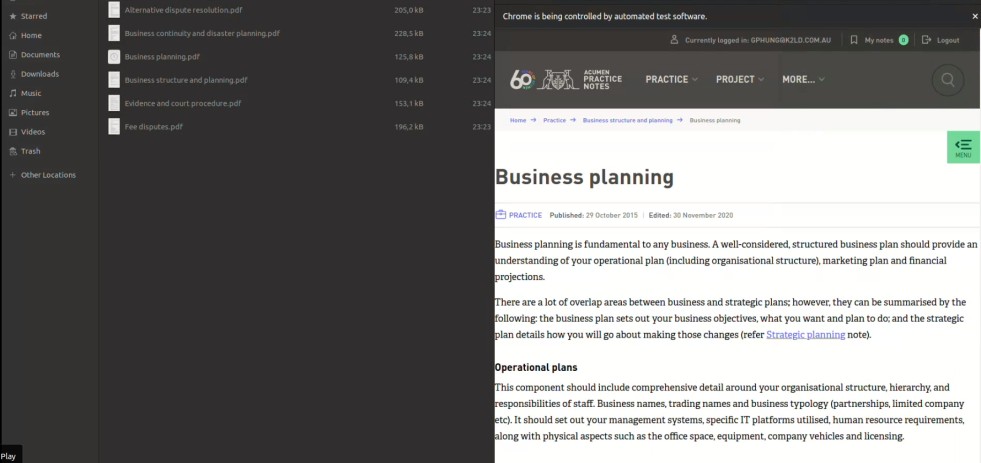 Starred
Home
Documents
Downloads
Music
Pictures
Videos
Trash
Other Locations
Alternative dispute resolution.pdf 205,0 kB 23:23
Business continuity and disaster planning.pdf 228,5 kB 23:24
Business planning.pdf 125,8 kB 23:24
Business structure and planning.pdf 109,4 kB 23:24
Evidence and court procedure.pdf 153,1 kB 23:24
Fee disputes.pdf 196,2 kB 23:23
Play
Chrome is being controlled by automated test software.
Currently logged in: GPHUNG@K2LD.COM.AU My notes 0 Logout
60 ACUMEN
PRACTICE
NOTES
PRACTICE PROJECT MORE...
Home → Practice → Business structure and planning → Business planning
MENU
Business planning
PRACTICE Published: 29 October 2015 | Edited: 30 November 2020
Business planning is fundamental to any business. A well-considered, structured business plan should provide an
understanding of your operational plan (including organisational structure), marketing plan and financial
projections.
There are a lot of overlap areas between business and strategic plans; however, they can be summarised by the
following: the business plan sets out your business objectives, what you want and plan to do; and the strategic
plan details how you will go about making those changes (refer Strategic planning note).
Operational plans
This component should include comprehensive detail around your organisational structure, hierarchy, and
responsibilities of staff. Business names, trading names and business typology (partnerships, limited company
etc). It should set out your management systems, specific IT platforms utilised, human resource requirements,
along with physical aspects such as the office space, equipment, company vehicles and licensing.